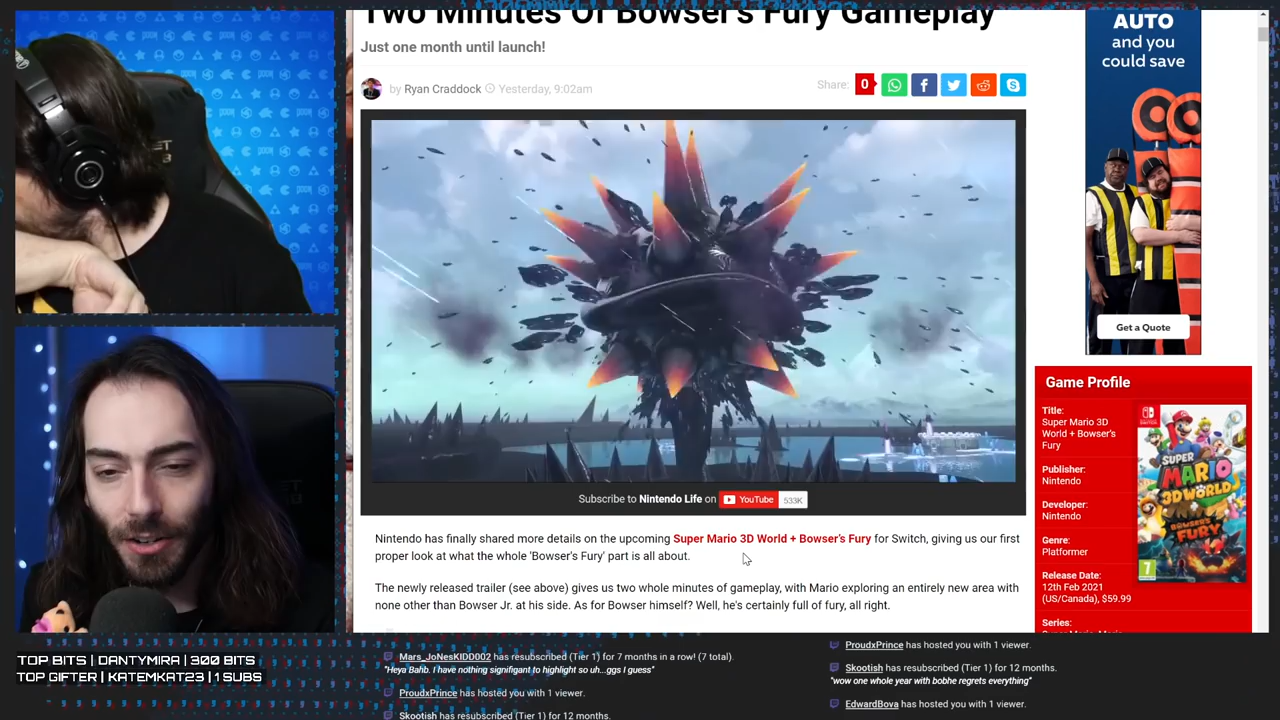 Two Minutes Of Bowser's Fury Gameplay
Just one month until launch!
by Ryan Craddock Yesterday, 9:02am
Share: 0
Subscribe to Nintendo Life on YouTube 533K
Nintendo has finally shared more details on the upcoming Super Mario 3D World + Bowser's Fury for Switch, giving us our first
proper look at what the whole 'Bowser's Fury' part is all about.
The newly released trailer (see above) gives us two whole minutes of gameplay, with Mario exploring an entirely new area with
none other than Bowser Jr. at his side. As for Bowser himself? Well, he's certainly full of fury, all right.
AUTO
and you
could save
Get a Quote
Game Profile
Title:
Super Mario 3D
World + Bowser's
Fury
Publisher:
Nintendo
Developer:
Nintendo
Genre:
Platformer
Release Date:
12th Feb 2021
(US/Canada), $59.99
Series:
SUPER
MARIO
3D WORLD
BOWSER'S
FURY
7
TOP BITS | DANTYMIRA | 300 BITS
TOP GIFTER | KATEMKAT23 | 1 SUBS
Mars_JoNesKIDD002 has resubscribed (Tier 1) for 7 months in a row! (7 total).
"Heya Bahb. I have nothing signifigant to highlight so uh...ggs I guess"
ProudxPrince has hosted you with 1 viewer.
Skootish has resubscribed (Tier 1) for 12 months.
ProudxPrince has hosted you with 1 viewer.
Skootish has resubscribed (Tier 1) for 12 months.
"wow one whole year with bobhe regrets everything"
EdwardBova has hosted you with 1 viewer.